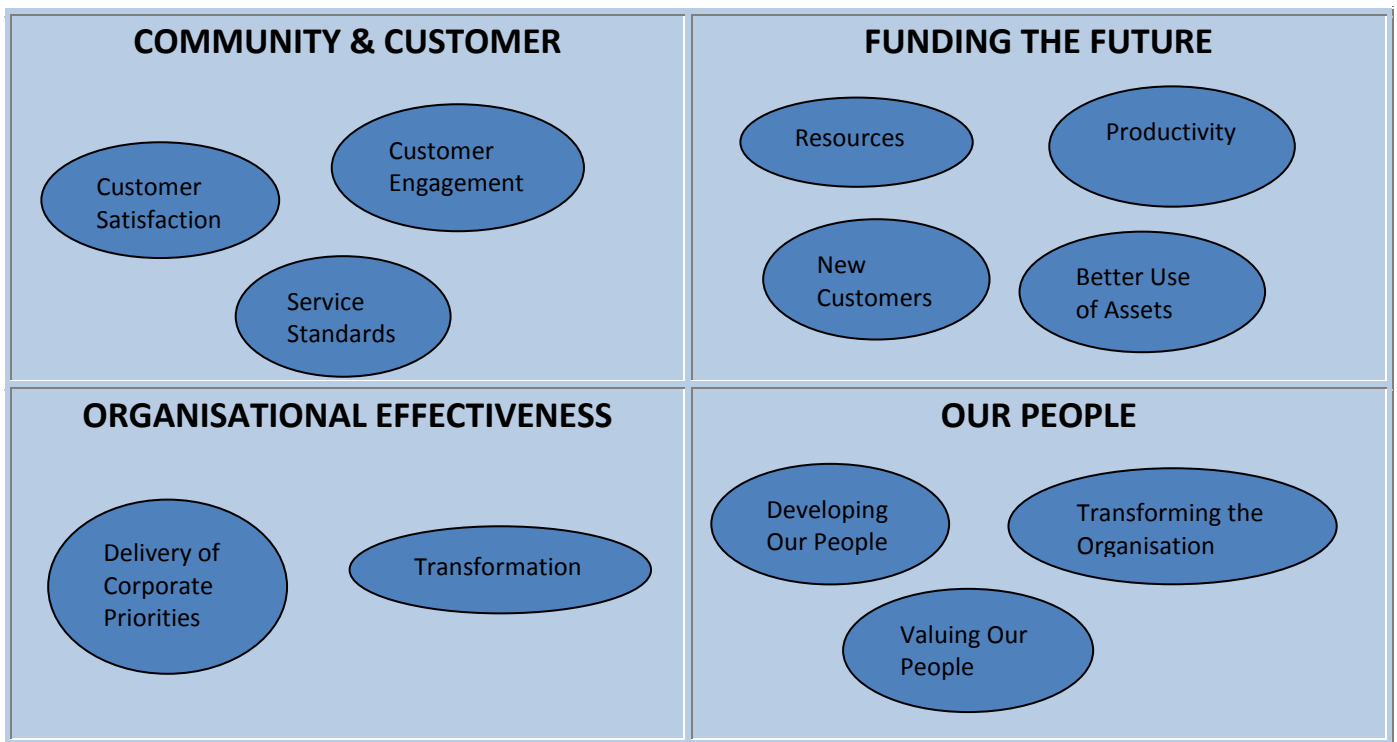 COMMUNITY & CUSTOMER
Customer
Satisfaction
Customer
Engagement
Service
Standards
FUNDING THE FUTURE
Resources
Productivity
New
Customers
Better Use
of Assets
ORGANISATIONAL EFFECTIVENESS
Delivery of
Corporate
Priorities
Transformation
OUR PEOPLE
Developing
Our People
Transforming the
Organisation
Valuing Our
People